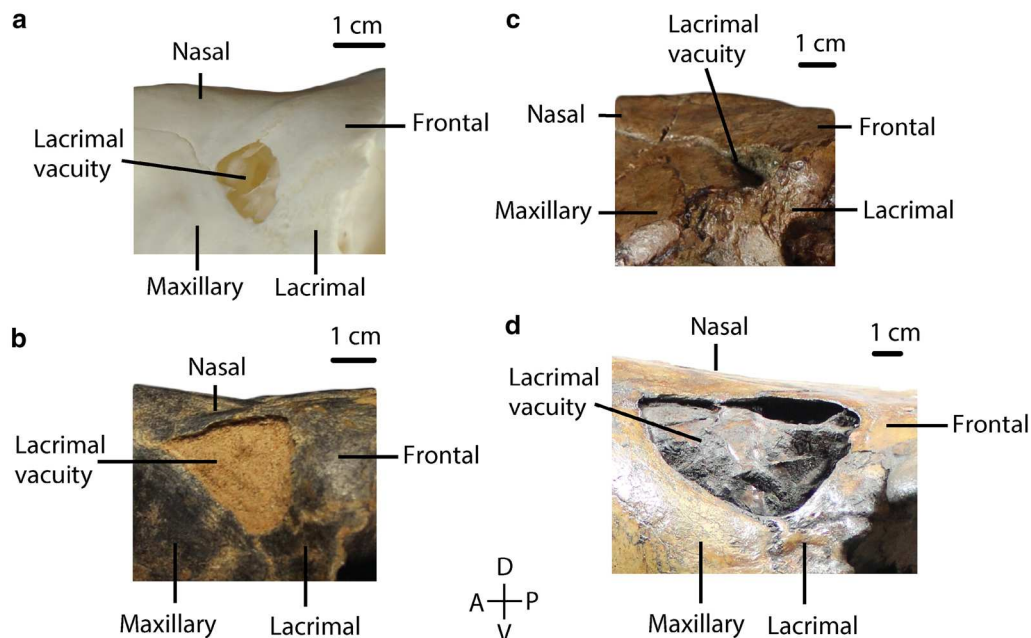 a
1 cm
Nasal
Lacrimal
vacuity
Frontal
Maxillary
Lacrimal
c
Lacrimal
vacuity
1 cm
Nasal
Frontal
Maxillary
Lacrimal
b
1 cm
Nasal
Lacrimal
vacuity
Frontal
Maxillary
Lacrimal
d
Nasal
1 cm
Lacrimal
vacuity
Frontal
Maxillary
Lacrimal
D
A P
V